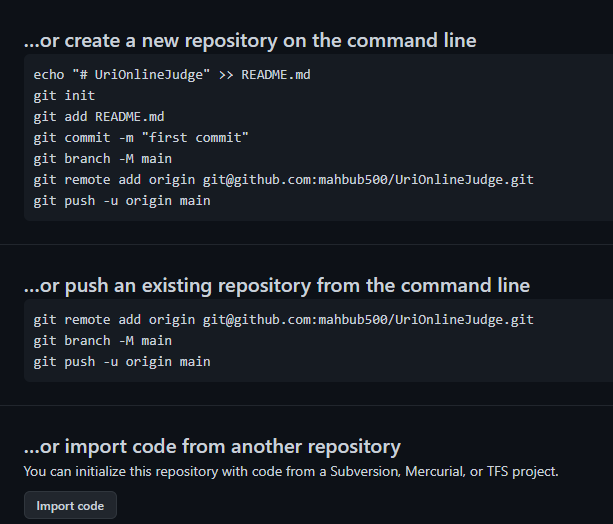 ...or create a new repository on the command line
echo "# UriOnlineJudge" >> README.md
git init
git add README.md
git commit -m "first commit"
git branch -M main
git remote add origin git@github.com:mahbub500/UriOnlineJudge.git
git push -u origin main
...or push an existing repository from the command line
git remote add origin git@github.com:mahbub500/UriOnlineJudge.git
git branch -M main
git push -u origin main
...or import code from another repository
You can initialize this repository with code from a Subversion, Mercurial, or TFS project.
Import code